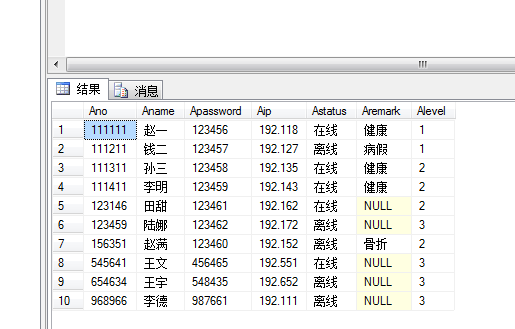 结果 消息
Ano Aname Apassword Aip Astatus Aremark Alevel
1 111111 赵一 123456 192.118 在线 健康 1
2 111211 钱二 123457 192.127 离线 病假 1
3 111311 孙三 123458 192.135 在线 健康 2
4 111411 李明 123459 192.143 在线 健康 2
5 123146 田甜 123461 192.162 在线 NULL 2
6 123459 陆娜 123462 192.172 离线 NULL 3
7 156351 赵满 123460 192.152 离线 骨折 2
8 545641 王文 456465 192.551 在线 NULL 3
9 654634 王宇 548435 192.652 离线 NULL 3
10 968966 李德 987661 192.111 离线 NULL 3